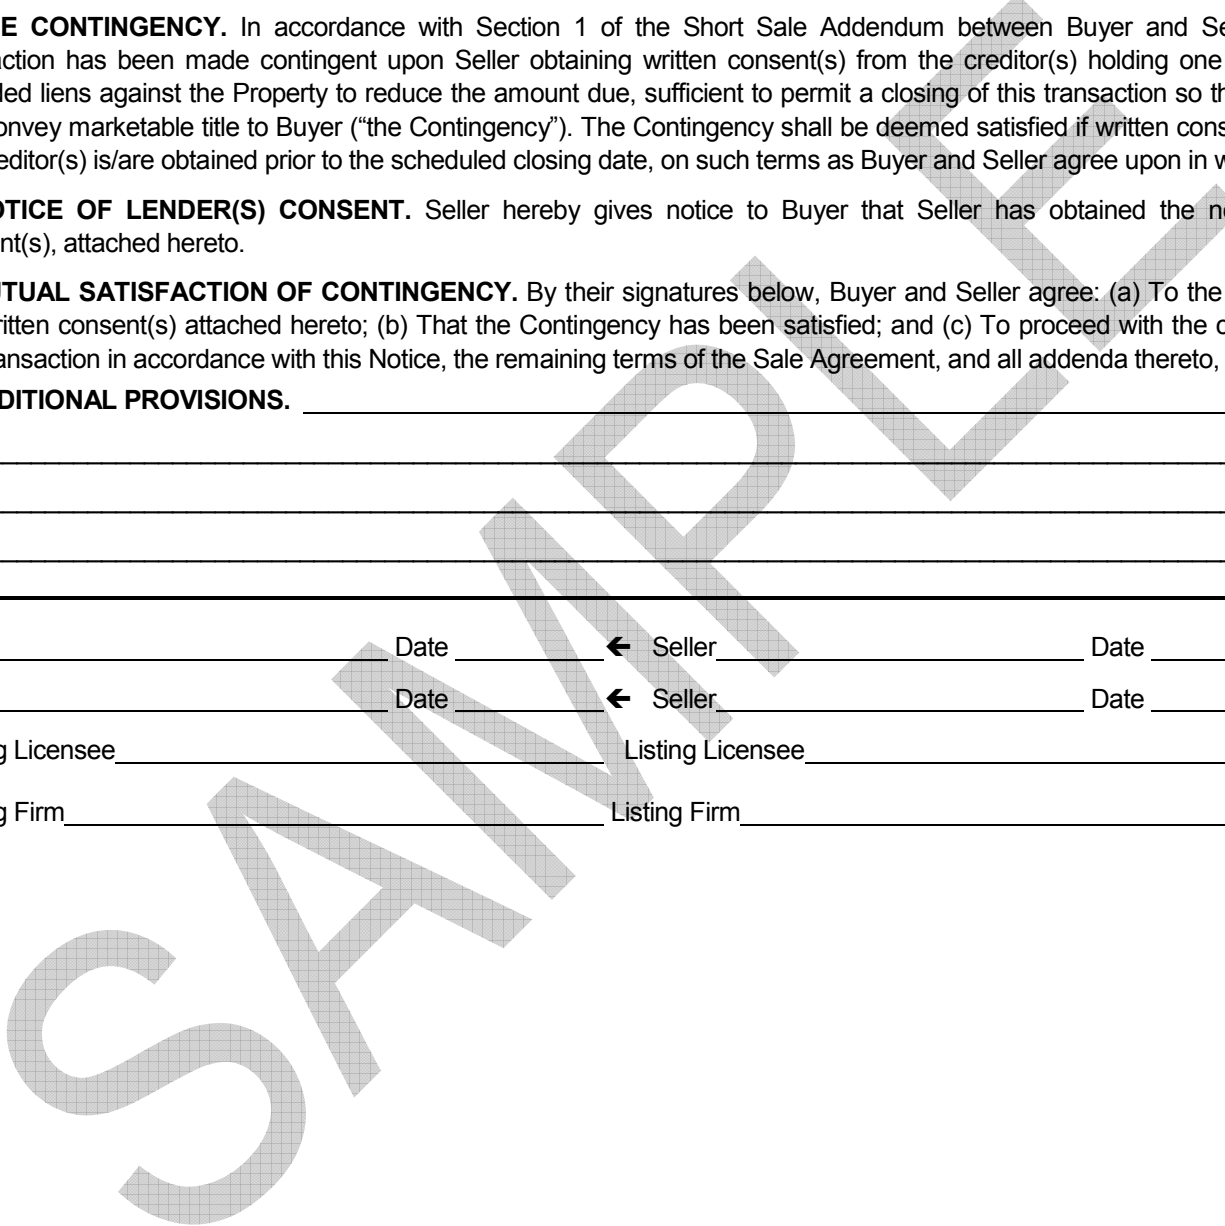 E CONTINGENCY. In accordance with Section 1 of the Short Sale Addendum between Buyer and Se
action has been made contingent upon Seller obtaining written consent(s) from the creditor(s) holding one
ded liens against the Property to reduce the amount due, sufficient to permit a closing of this transaction so th
onvey marketable title to Buyer (“the Contingency”). The Contingency shall be deemed satisfied if written cons
editor(s) is/are obtained prior to the scheduled closing date, on such terms as Buyer and Seller agree upon in w
OTICE OF LENDER(S) CONSENT. Seller hereby gives notice to Buyer that Seller has obtained the ne
nt(s), attached hereto.
UTUAL SATISFACTION OF CONTINGENCY. By their signatures below, Buyer and Seller agree: (a) To the
ritten consent(s) attached hereto; (b) That the Contingency has been satisfied; and (c) To proceed with the c
ansaction in accordance with this Notice, the remaining terms of the Sale Agreement, and all addenda thereto,
DITIONAL PROVISIONS.
Date ← Seller Date
Date ← Seller Date
g Licensee Listing Licensee
g Firm Listing Firm
SAMPLE